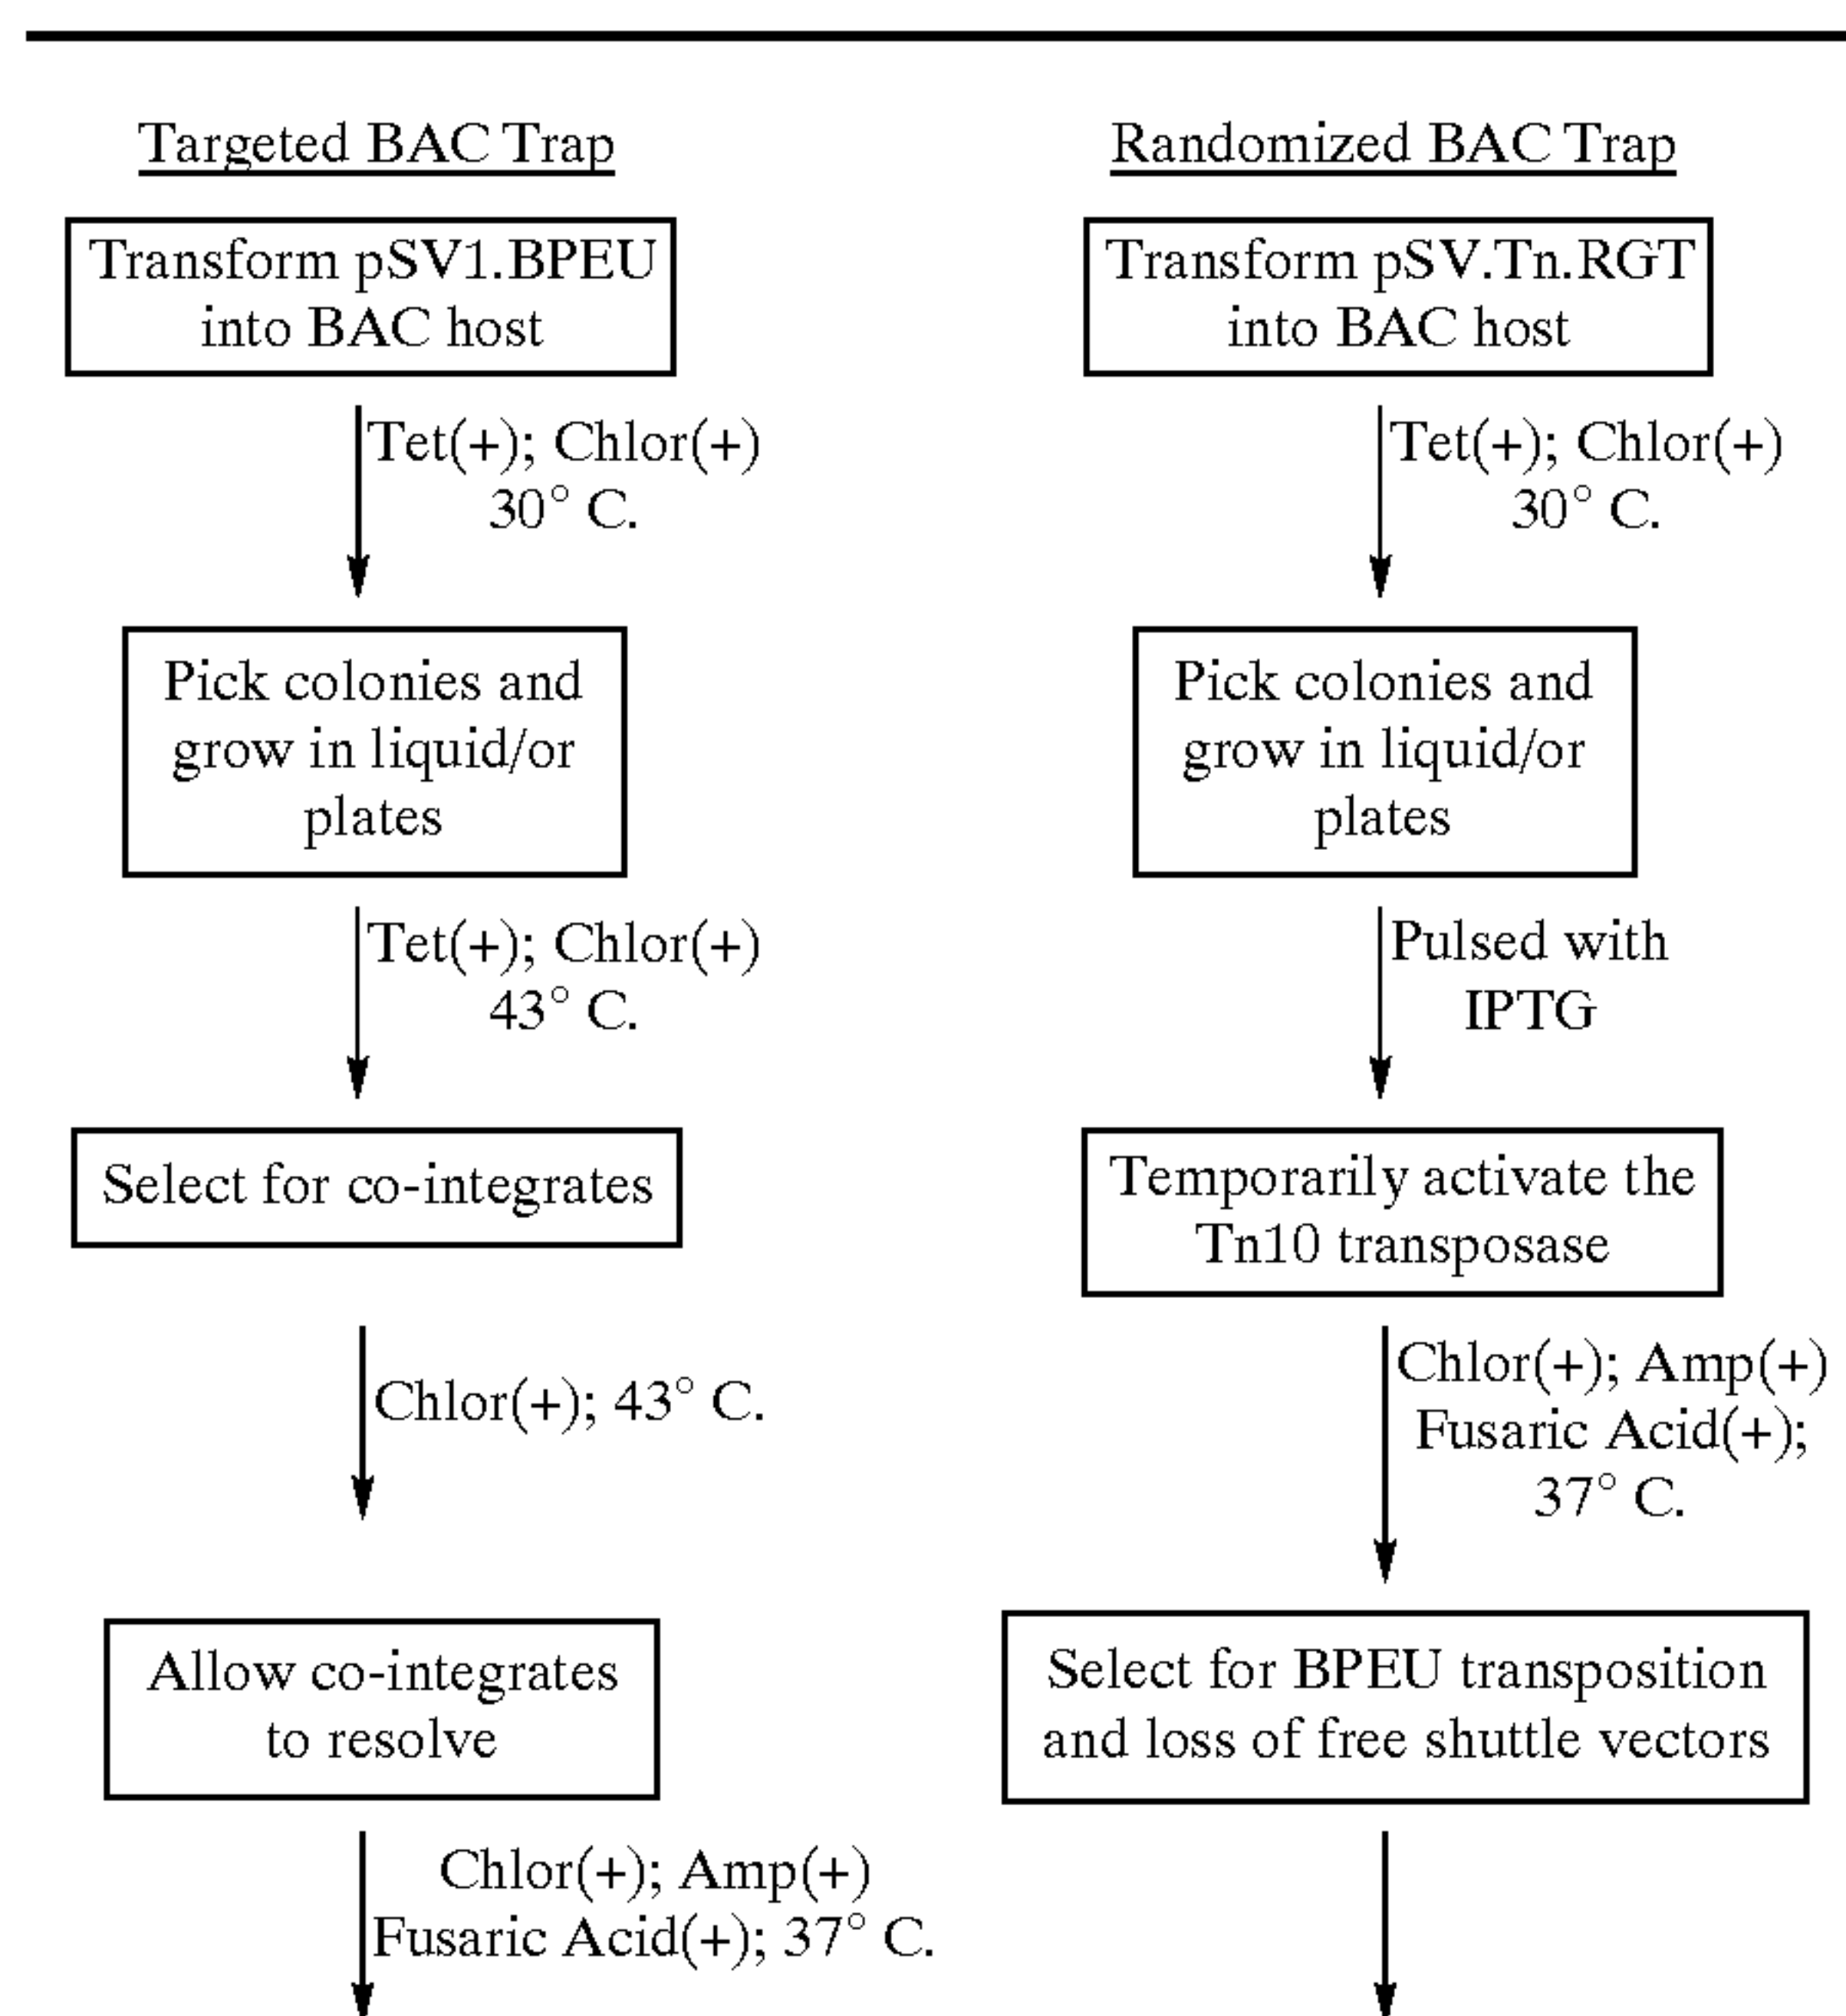 Targeted BAC Trap
Transform pSV1.BPEU
into BAC host
Tet(+); Chlor(+)
30° C.
Pick colonies and
grow in liquid/or
plates
Tet(+); Chlor(+)
43° C.
Select for co-integrates
Chlor(+); 43° C.
Allow co-integrates
to resolve
Chlor(+); Amp(+)
Fusaric Acid(+); 37° C.
Randomized BAC Trap
Transform pSV.Tn.RGT
into BAC host
Tet(+); Chlor(+)
30° C.
Pick colonies and
grow in liquid/or
plates
Pulsed with
IPTG
Temporarily activate the
Tn10 transposase
Chlor(+); Amp(+)
Fusaric Acid(+);
37° C.
Select for BPEU transposition
and loss of free shuttle vectors